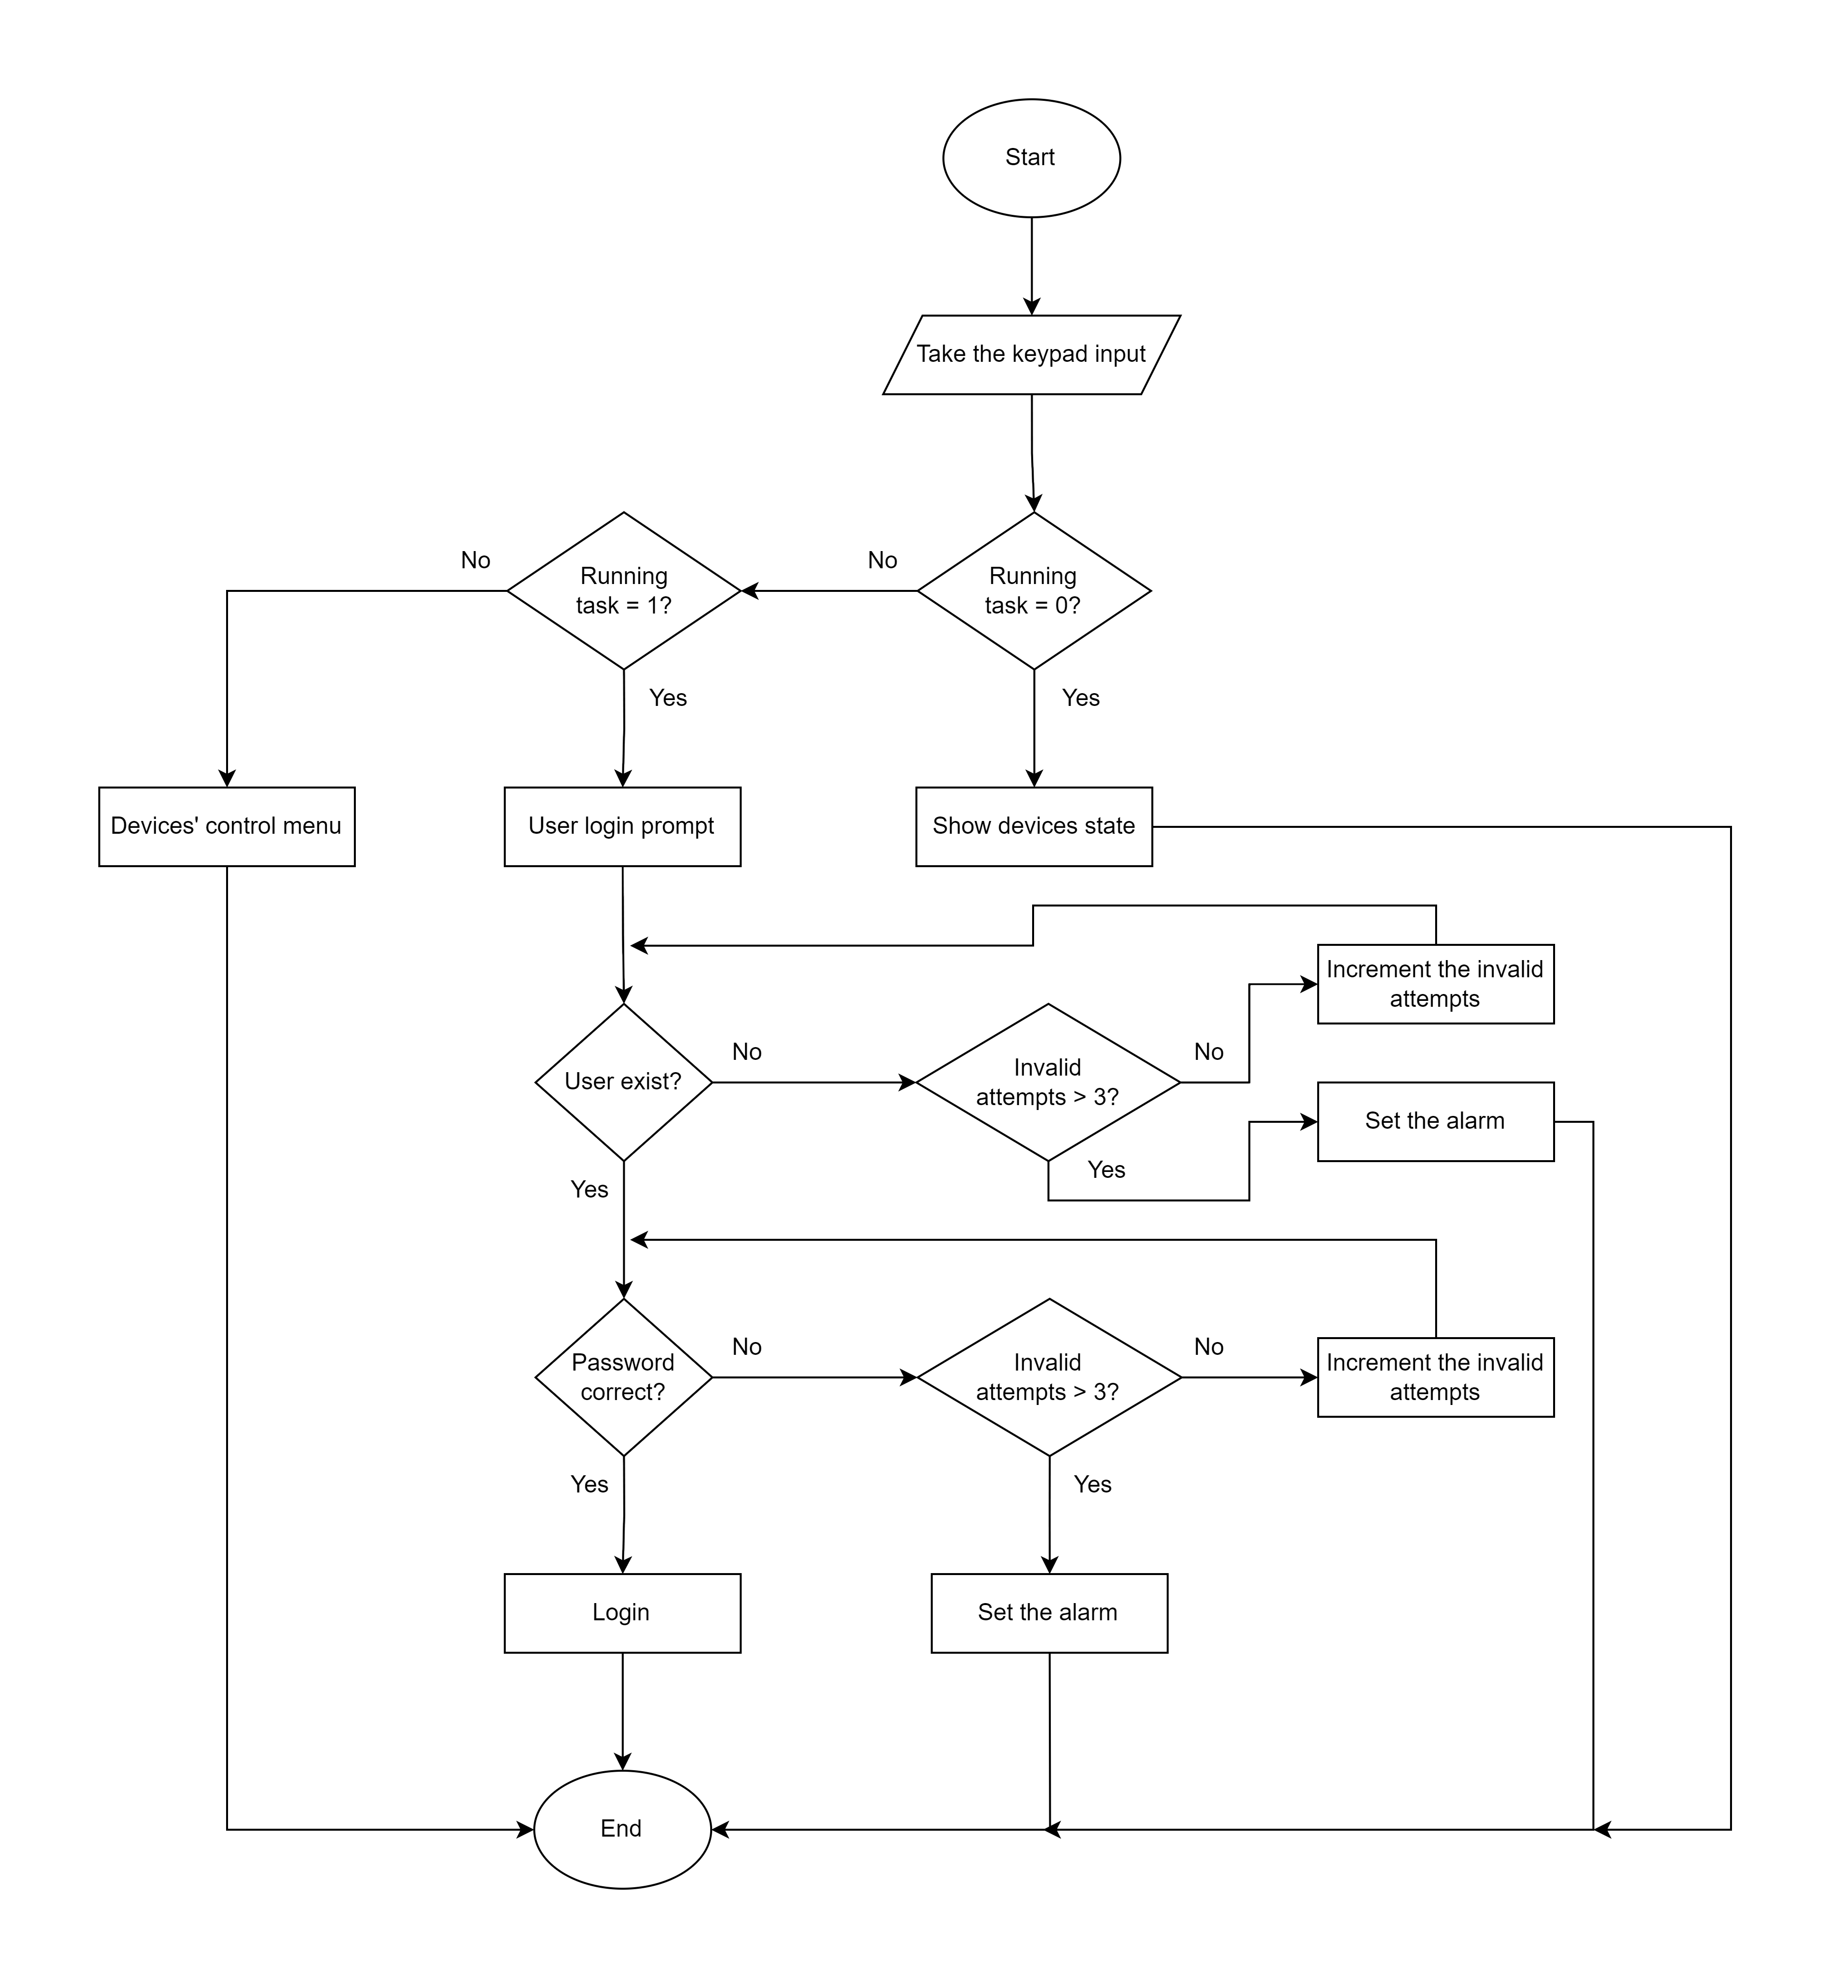 Start
Take the keypad input
No
No
Running
task = 1?
Running
task = 0?
Yes
Yes
Devices' control menu
User login prompt
Show devices state
Increment the invalid
attempts
No
No
User exist?
Invalid
attempts > 3?
Set the alarm
Yes
Yes
No
No
Password
correct?
Invalid
attempts > 3?
Increment the invalid
attempts
Yes
Yes
Login
Set the alarm
End